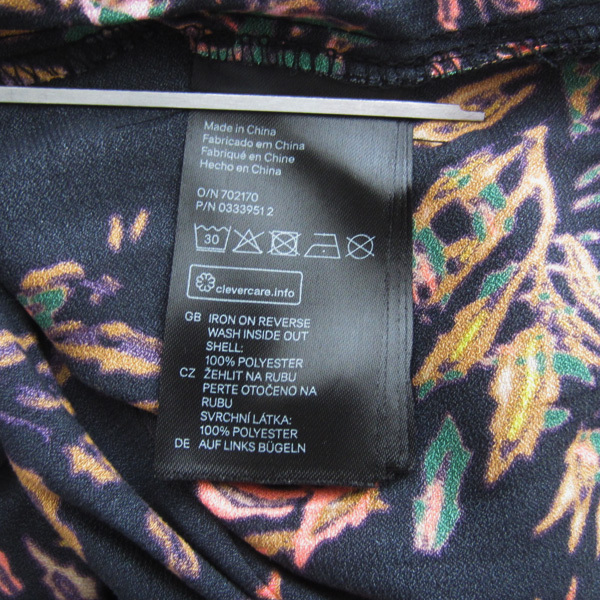 Made in China
Fabricado em China
Fabriqué en Chine
Hecho en China
O/N 702170
P/N 0333951 2
30
clevercare.info
GB IRON ON REVERSE
WASH INSIDE OUT
SHELL:
100% POLYESTER
CZ ŽEHLIT NA RUBU
PERTE OTOČENO NA
RUBU
SVRCHNÍ LÁTKA:
100% POLYESTER
DE AUF LINKS BÜGELN